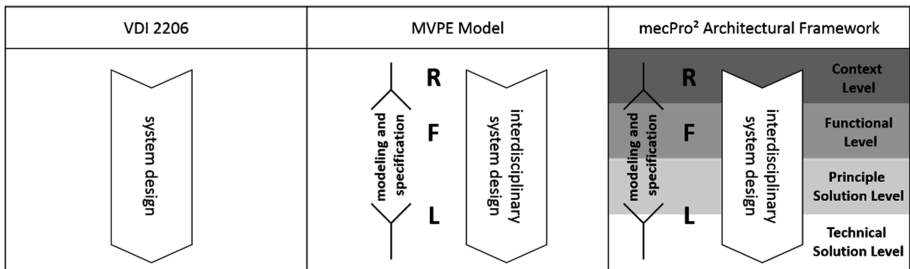 VDI 2206
MVPE Model
mecPro² Architectural Framework
system design
R
F
L
modeling and
specification
interdisciplinary
system design
R
F
L
modeling and
specification
interdisciplinary
system design
Context
Level
Functional
Level
Principle
Solution Level
Technical
Solution Level